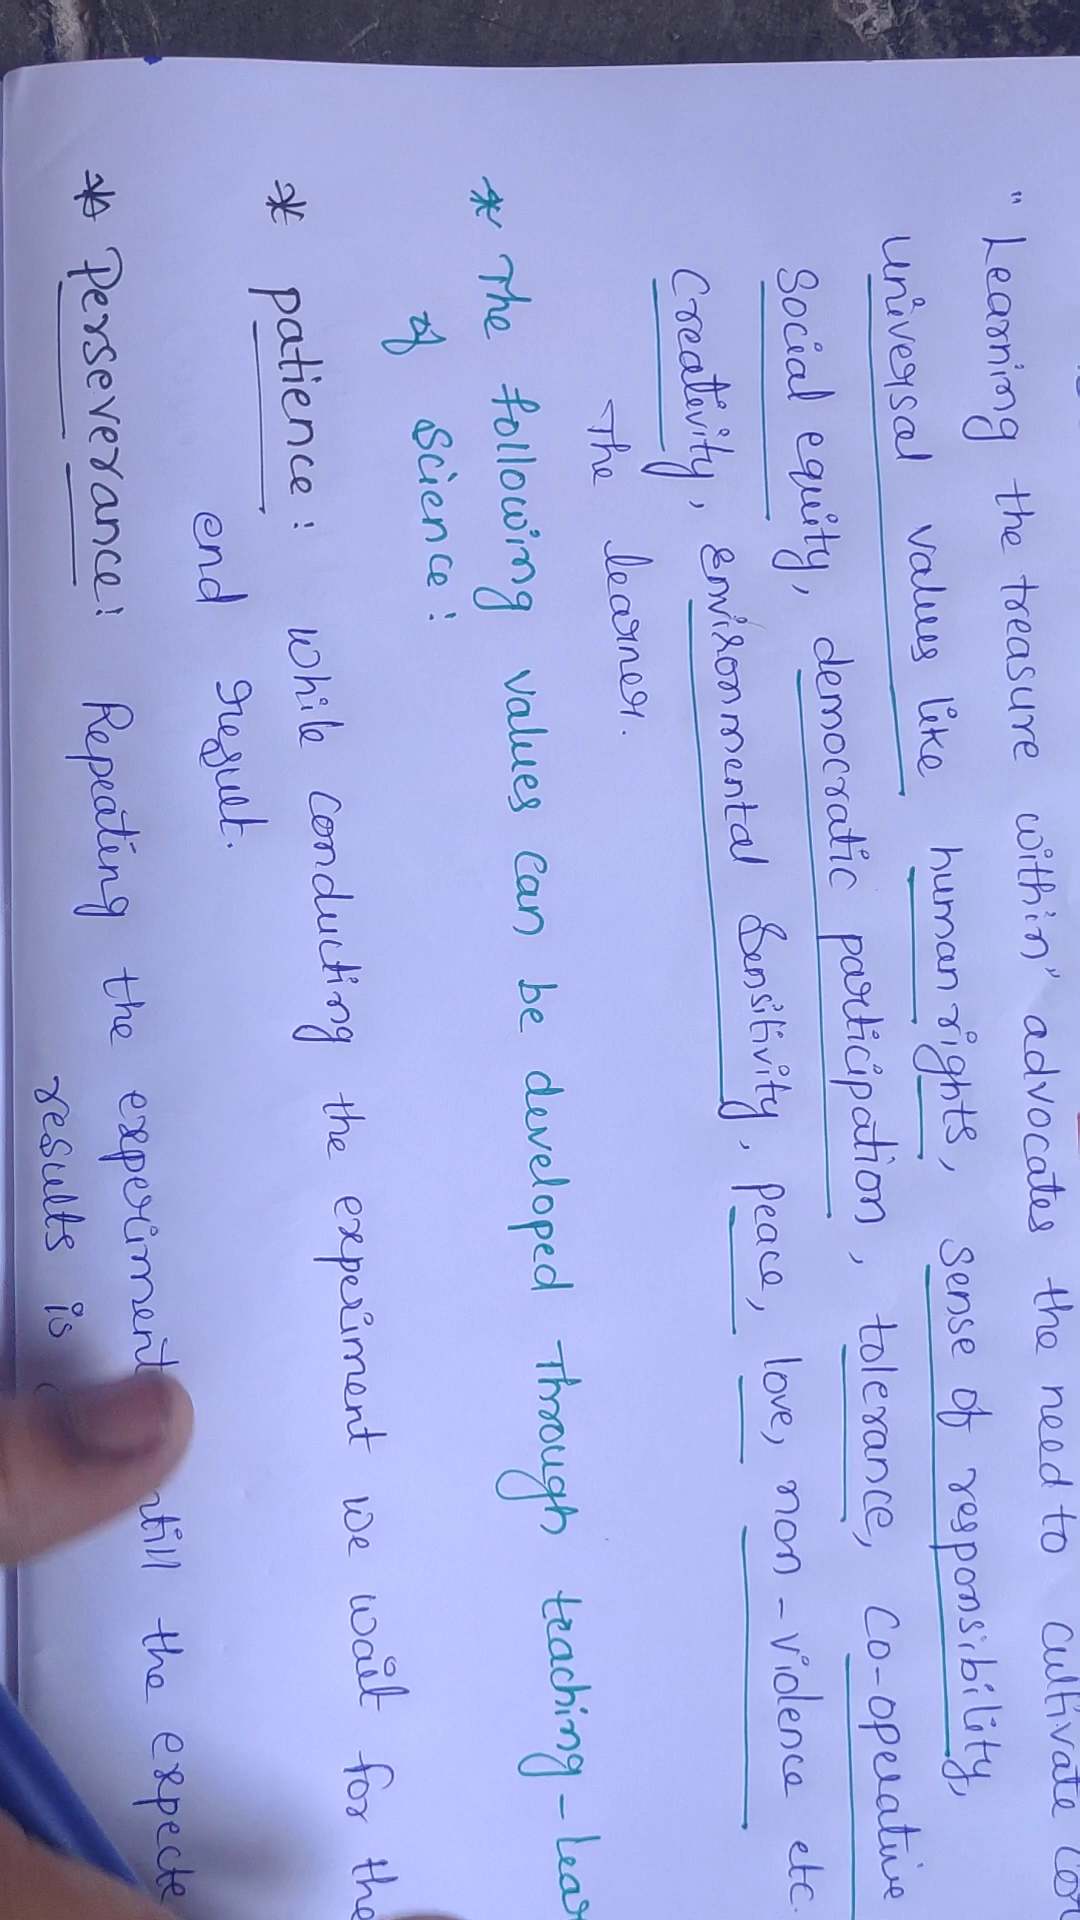 "Learning the treasure within" advocates the need to cultivate
universal values like human rights, sense of responsibility,
Social equity, democratic participation, tolerance, co-operative
Creativity, environmental sensitivity, peace, love, non-violence etc.
The learner.
* The following values can be developed Through teaching-lear
of Science:
* patience: while conducting the experiment we wait for the
end result.
* Perseverance: Repeating the experiment till the expecte
results is